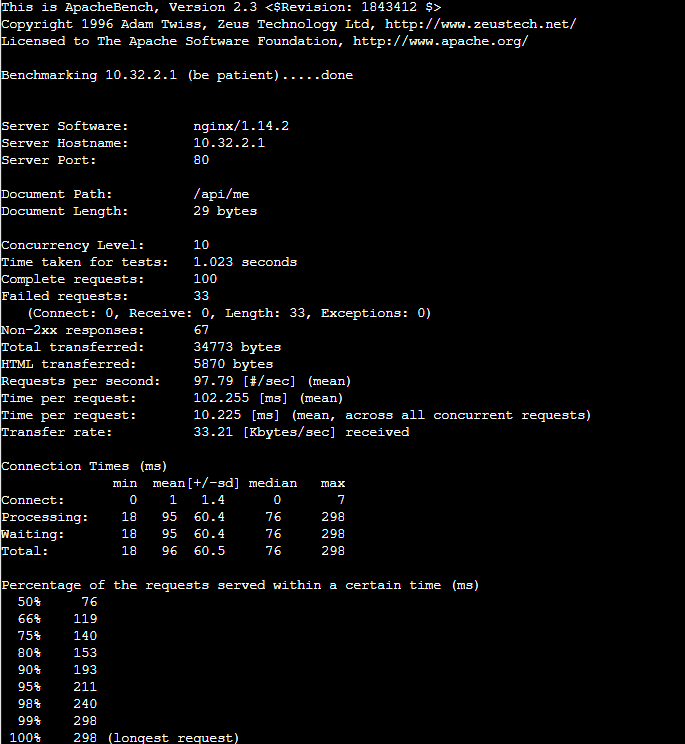 This is ApacheBench, Version 2.3 <$Revision: 1843412 $>
Copyright 1996 Adam Twiss, Zeus Technology Ltd, http://www.zeustech.net/
Licensed to The Apache Software Foundation, http://www.apache.org/

Benchmarking 10.32.2.1 (be patient).....done


Server Software:        nginx/1.14.2
Server Hostname:        10.32.2.1
Server Port:            80

Document Path:          /api/me
Document Length:        29 bytes

Concurrency Level:      10
Time taken for tests:   1.023 seconds
Complete requests:      100
Failed requests:        33
   (Connect: 0, Receive: 0, Length: 33, Exceptions: 0)
Non-2xx responses:      67
Total transferred:      34773 bytes
HTML transferred:       5870 bytes
Requests per second:    97.79 [#/sec] (mean)
Time per request:       102.255 [ms] (mean)
Time per request:       10.225 [ms] (mean, across all concurrent requests)
Transfer rate:          33.21 [Kbytes/sec] received

Connection Times (ms)
              min  mean[+/-sd] median   max
Connect:        0    1   1.4      0       7
Processing:    18   95  60.4     76     298
Waiting:       18   95  60.4     76     298
Total:         18   96  60.5     76     298

Percentage of the requests served within a certain time (ms)
  50%     76
  66%    119
  75%    140
  80%    153
  90%    193
  95%    211
  98%    240
  99%    298
 100%    298 (longest request)